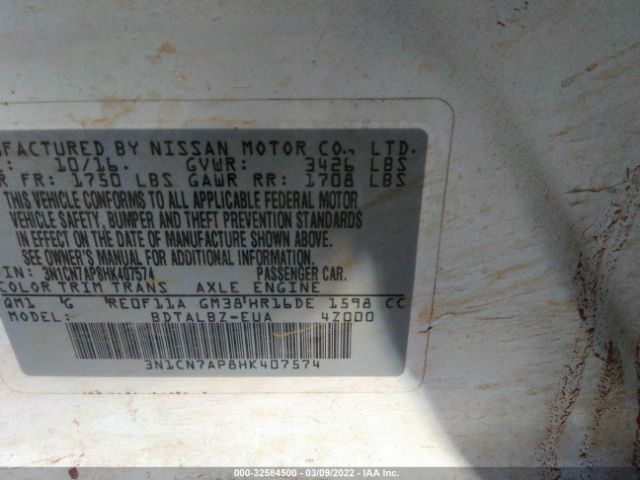 FACTURED BY NISSAN MOTOR CO., LTD.
: 10/16. GVWR: 3426 LBS
R FR: 1750 LBS GAWR RR: 1708 LBS
THIS VEHICLE CONFORMS TO ALL APPLICABLE FEDERAL MOTOR
VEHICLE SAFETY, BUMPER AND THEFT PREVENTION STANDARDS
IN EFFECT ON THE DATE OF MANUFACTURE SHOWN ABOVE.
SEE OWNER'S MANUAL FOR ADDITIONAL INFORMATION.
IN: 3N1CN7AP8HK407574 PASSENGER CAR.
COLOR TRIM TRANS AXLE ENGINE
QM1 G RE0F11A GM38 HR16DE 1598 CC
MODEL: BDTALBZ-EUA 4Z000
3N1CN7AP8HK407574
000-32584500 - 03/09/2022 - IAA Inc.